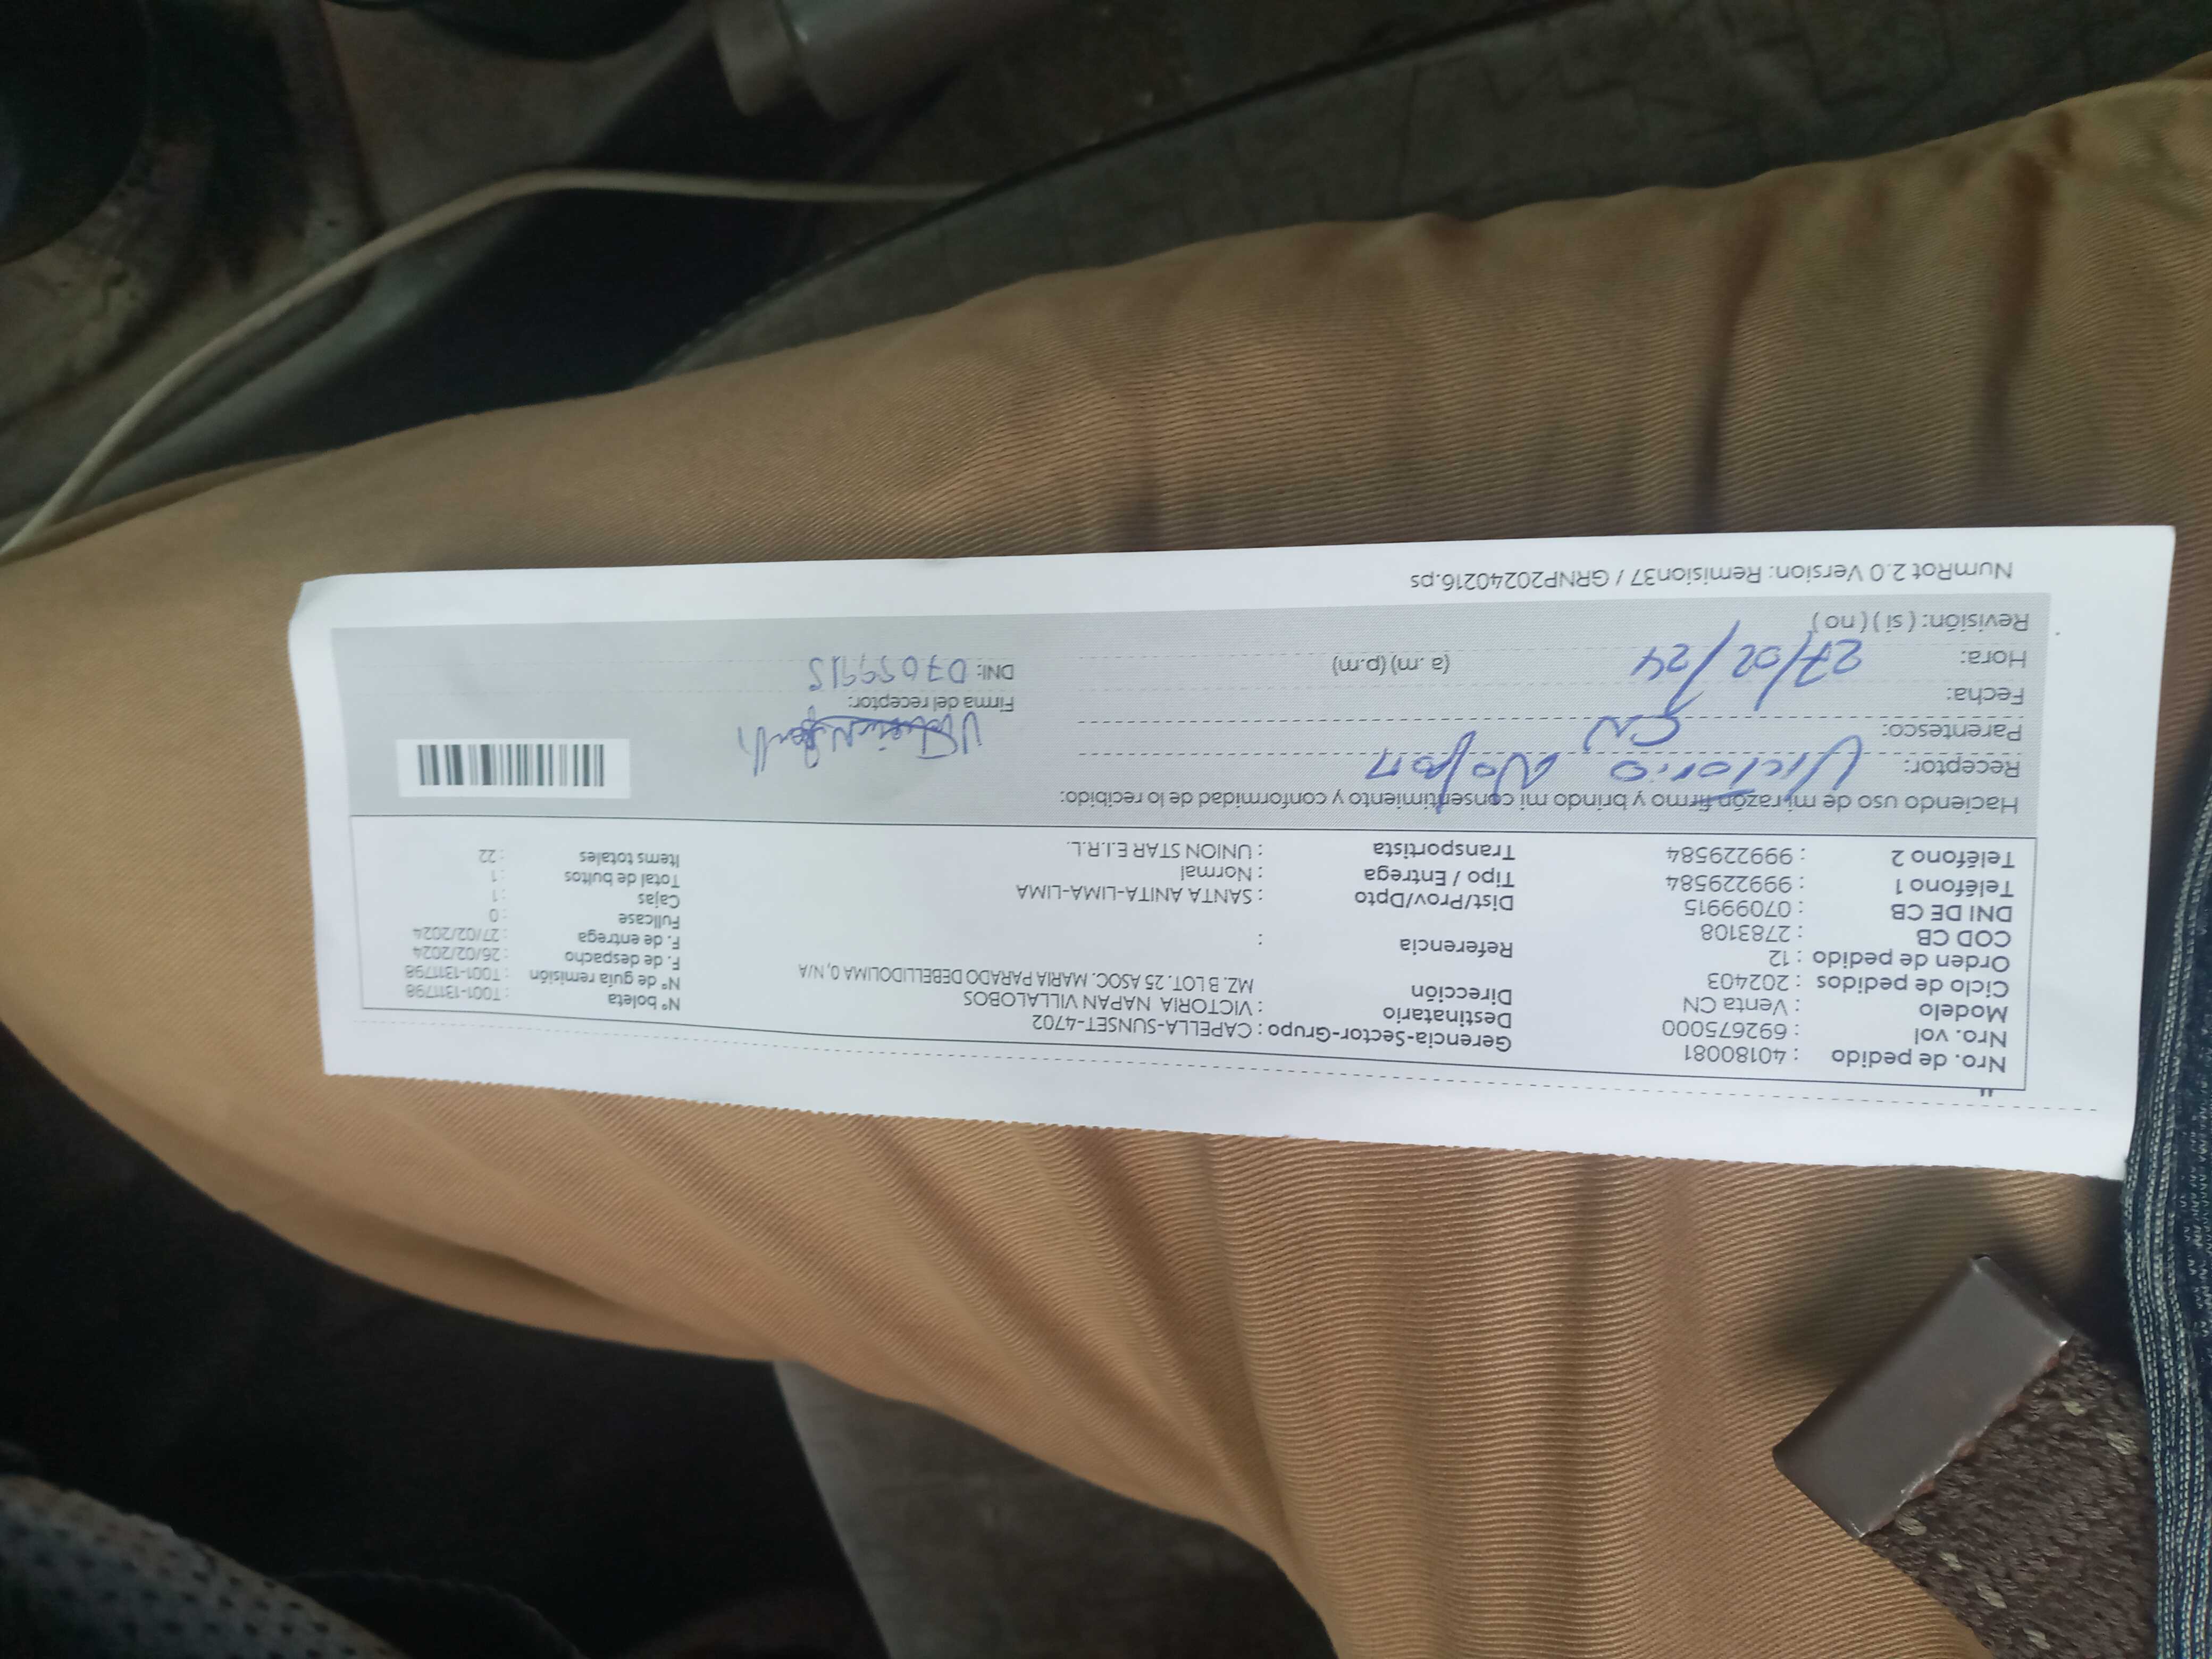 Nro. de pedido : 40180081
Nro. vol : 692675000
Modelo : Venta CN
Ciclo de pedidos : 202403
Orden de pedido : 12
COD CB : 2783108
DNI DE CB : 07099915
Teléfono 1 : 999229584
Teléfono 2 : 999229584
Gerencia-Sector-Grupo : CAPELLA-SUNSET-4702
Destinatario : VICTORIA NAPAN VILLALOBOS
Dirección MZ. B LOT. 25 ASOC. MARIA PARADO DEBELLIDOLIMA 0, N/A
Referencia :
Dist/Prov/Dpto : SANTA ANITA-LIMA-LIMA
Tipo / Entrega : Normal
Transportista : UNION STAR E.I.R.L.
N° boleta : T001-1311798
N° de guía remisión : T001-1311798
F. de despacho : 26/02/2024
F. de entrega : 27/02/2024
Fullcase : 0
Cajas : 1
Total de bultos : 1
Items totales : 22
Haciendo uso de mi razón firmo y brindo mi consentimiento y conformidad de lo recibido:
Receptor: Victoria Napan
Parentesco: CN
Fecha: 27/02/24
Hora: (a .m) (p.m)
Revisión: ( si ) ( no )
Firma del receptor:
DNI: 07099915
NumRot 2.0 Version: Remision37 / GRNP20240216.ps